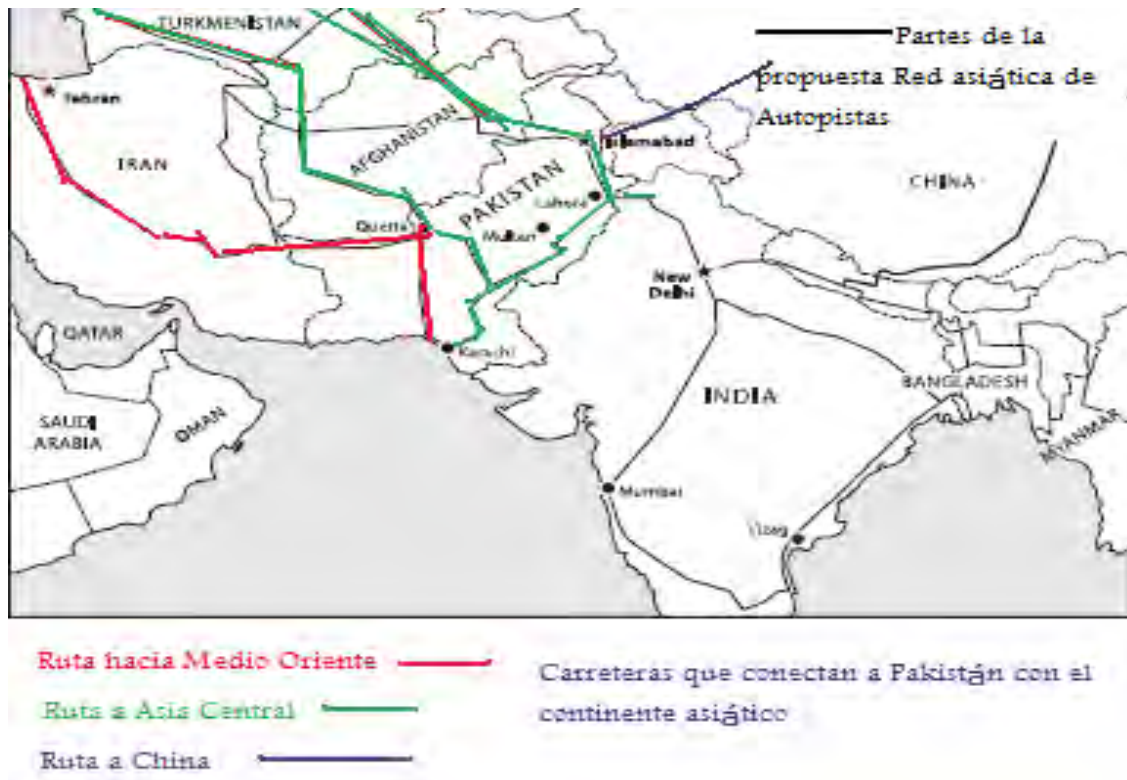 TURKMENISTAN
Partes de la
propuesta Red asiática de
Autopistas
Tehran
Islamabad
AFGHANISTAN
IRAN
CHINA
PAKISTAN
Lahore
Quetta
Multan
New
Delhi
QATAR
Karachi
BANGLADESH
INDIA
SAUDI
ARABIA
OMAN
MYANMAR
Mumbai
Vizag
Ruta hacia Medio Oriente
Ruta a Asia Central
Ruta a China
Carreteras que conectan a Pakistán con el
continente asiático